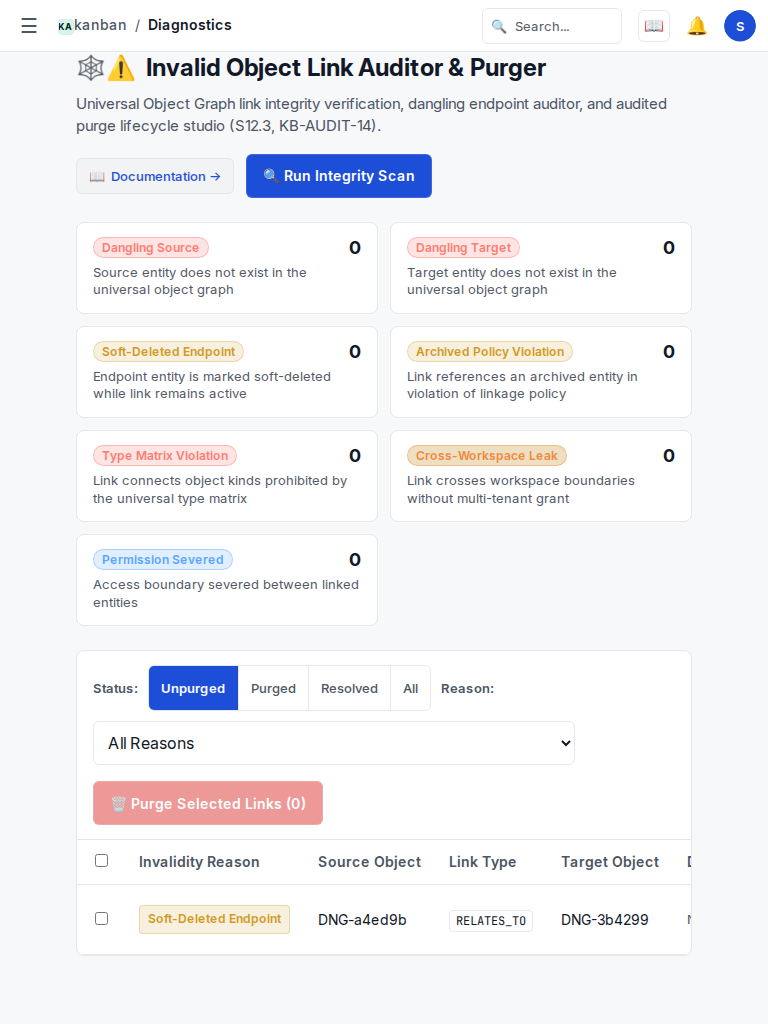 KA kanban / Diagnostics
Search...
S
Invalid Object Link Auditor & Purger
Universal Object Graph link integrity verification, dangling endpoint auditor, and audited
purge lifecycle studio (S12.3, KB-AUDIT-14).
Documentation →
Run Integrity Scan
Dangling Source 0
Source entity does not exist in the
universal object graph
Dangling Target 0
Target entity does not exist in the
universal object graph
Soft-Deleted Endpoint 0
Endpoint entity is marked soft-deleted
while link remains active
Archived Policy Violation 0
Link references an archived entity in
violation of linkage policy
Type Matrix Violation 0
Link connects object kinds prohibited by
the universal type matrix
Cross-Workspace Leak 0
Link crosses workspace boundaries
without multi-tenant grant
Permission Severed 0
Access boundary severed between linked
entities
Status: Unpurged Purged Resolved All Reason:
All Reasons
Purge Selected Links (0)
Invalidity Reason Source Object Link Type Target Object
Soft-Deleted Endpoint DNG-a4ed9b RELATES_TO DNG-3b4299